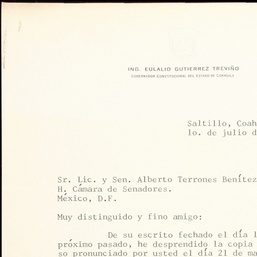 ING. EULALIO GUTIERREZ TREVIÑO
GOBERNADOR CONSTITUCIONAL DEL ESTADO DE COAHUILA
Saltillo, Coah
lo. de julio d
Sr. Lic. y Sen. Alberto Terrones Benítez
H. Cámara de Senadores.
México, D.F.
Muy distinguido y fino amigo:
De su escrito fechado el día l
próximo pasado, he desprendido la copia
so pronunciado por usted el día 21 de ma